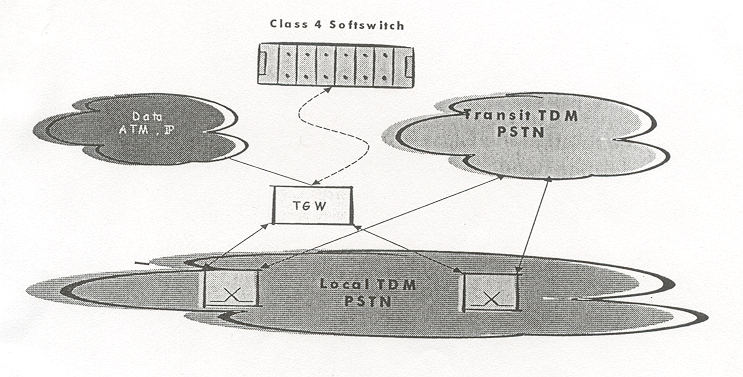 Class 4 Softswitch
Data
ATM, IP
Transit TDM
PSTN
TGW
Local TDM
PSTN
X
X